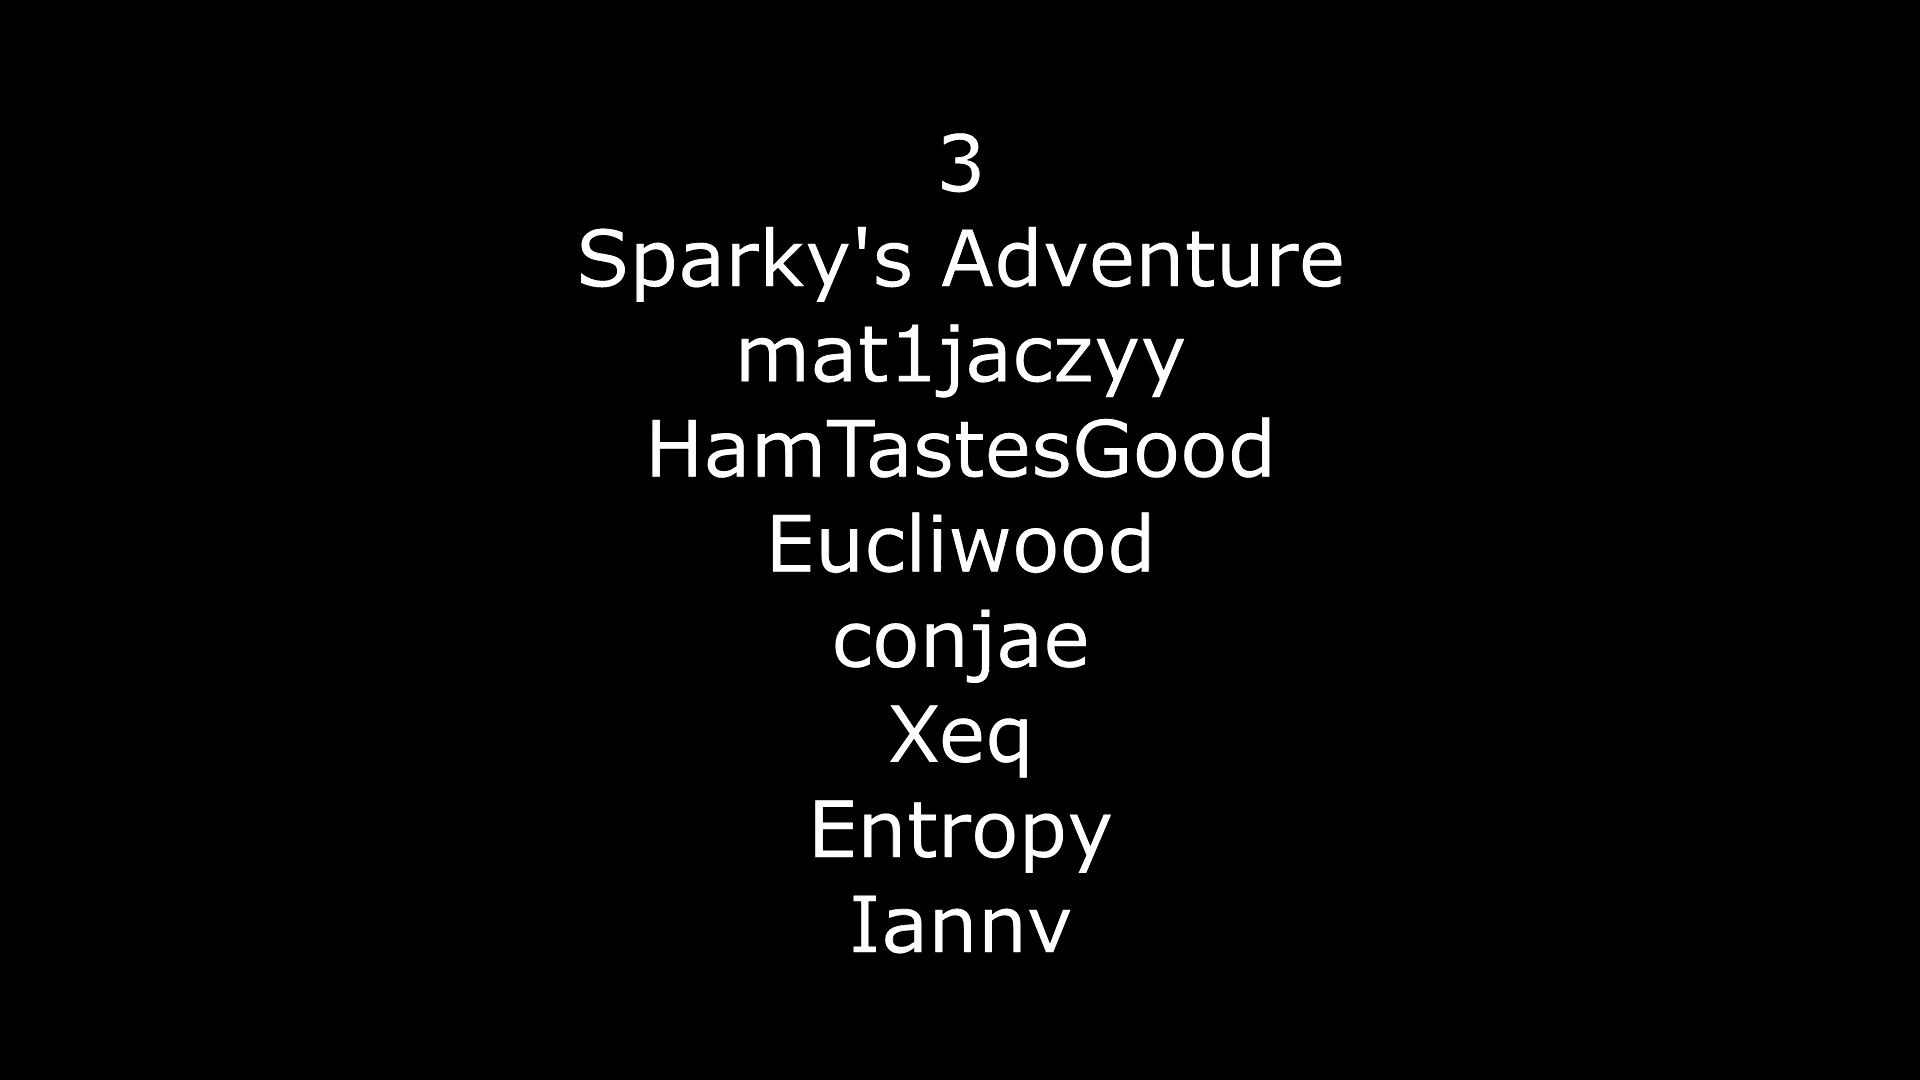 3
Sparky's Adventure
mat1jaczyy
HamTastesGood
Eucliwood
conjae
Xeq
Entropy
Iannv